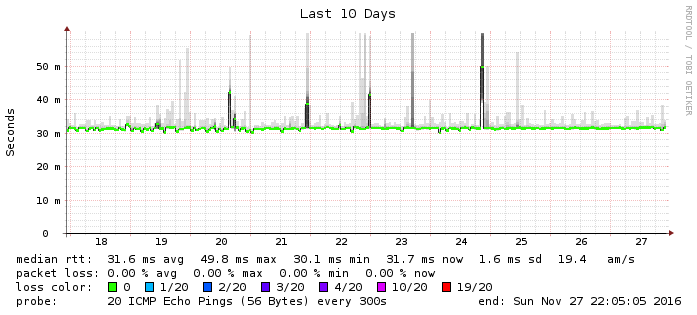 Last 10 Days
RRDTOOL / TOBI OETIKER
Seconds
50 m
40 m
30 m
20 m
10 m
0
18 19 20 21 22 23 24 25 26 27
median rtt: 31.6 ms avg 49.8 ms max 30.1 ms min 31.7 ms now 1.6 ms sd 19.4 am/s
packet loss: 0.00 % avg 0.00 % max 0.00 % min 0.00 % now
loss color: 0 1/20 2/20 3/20 4/20 10/20 19/20
probe: 20 ICMP Echo Pings (56 Bytes) every 300s end: Sun Nov 27 22:05:05 2016